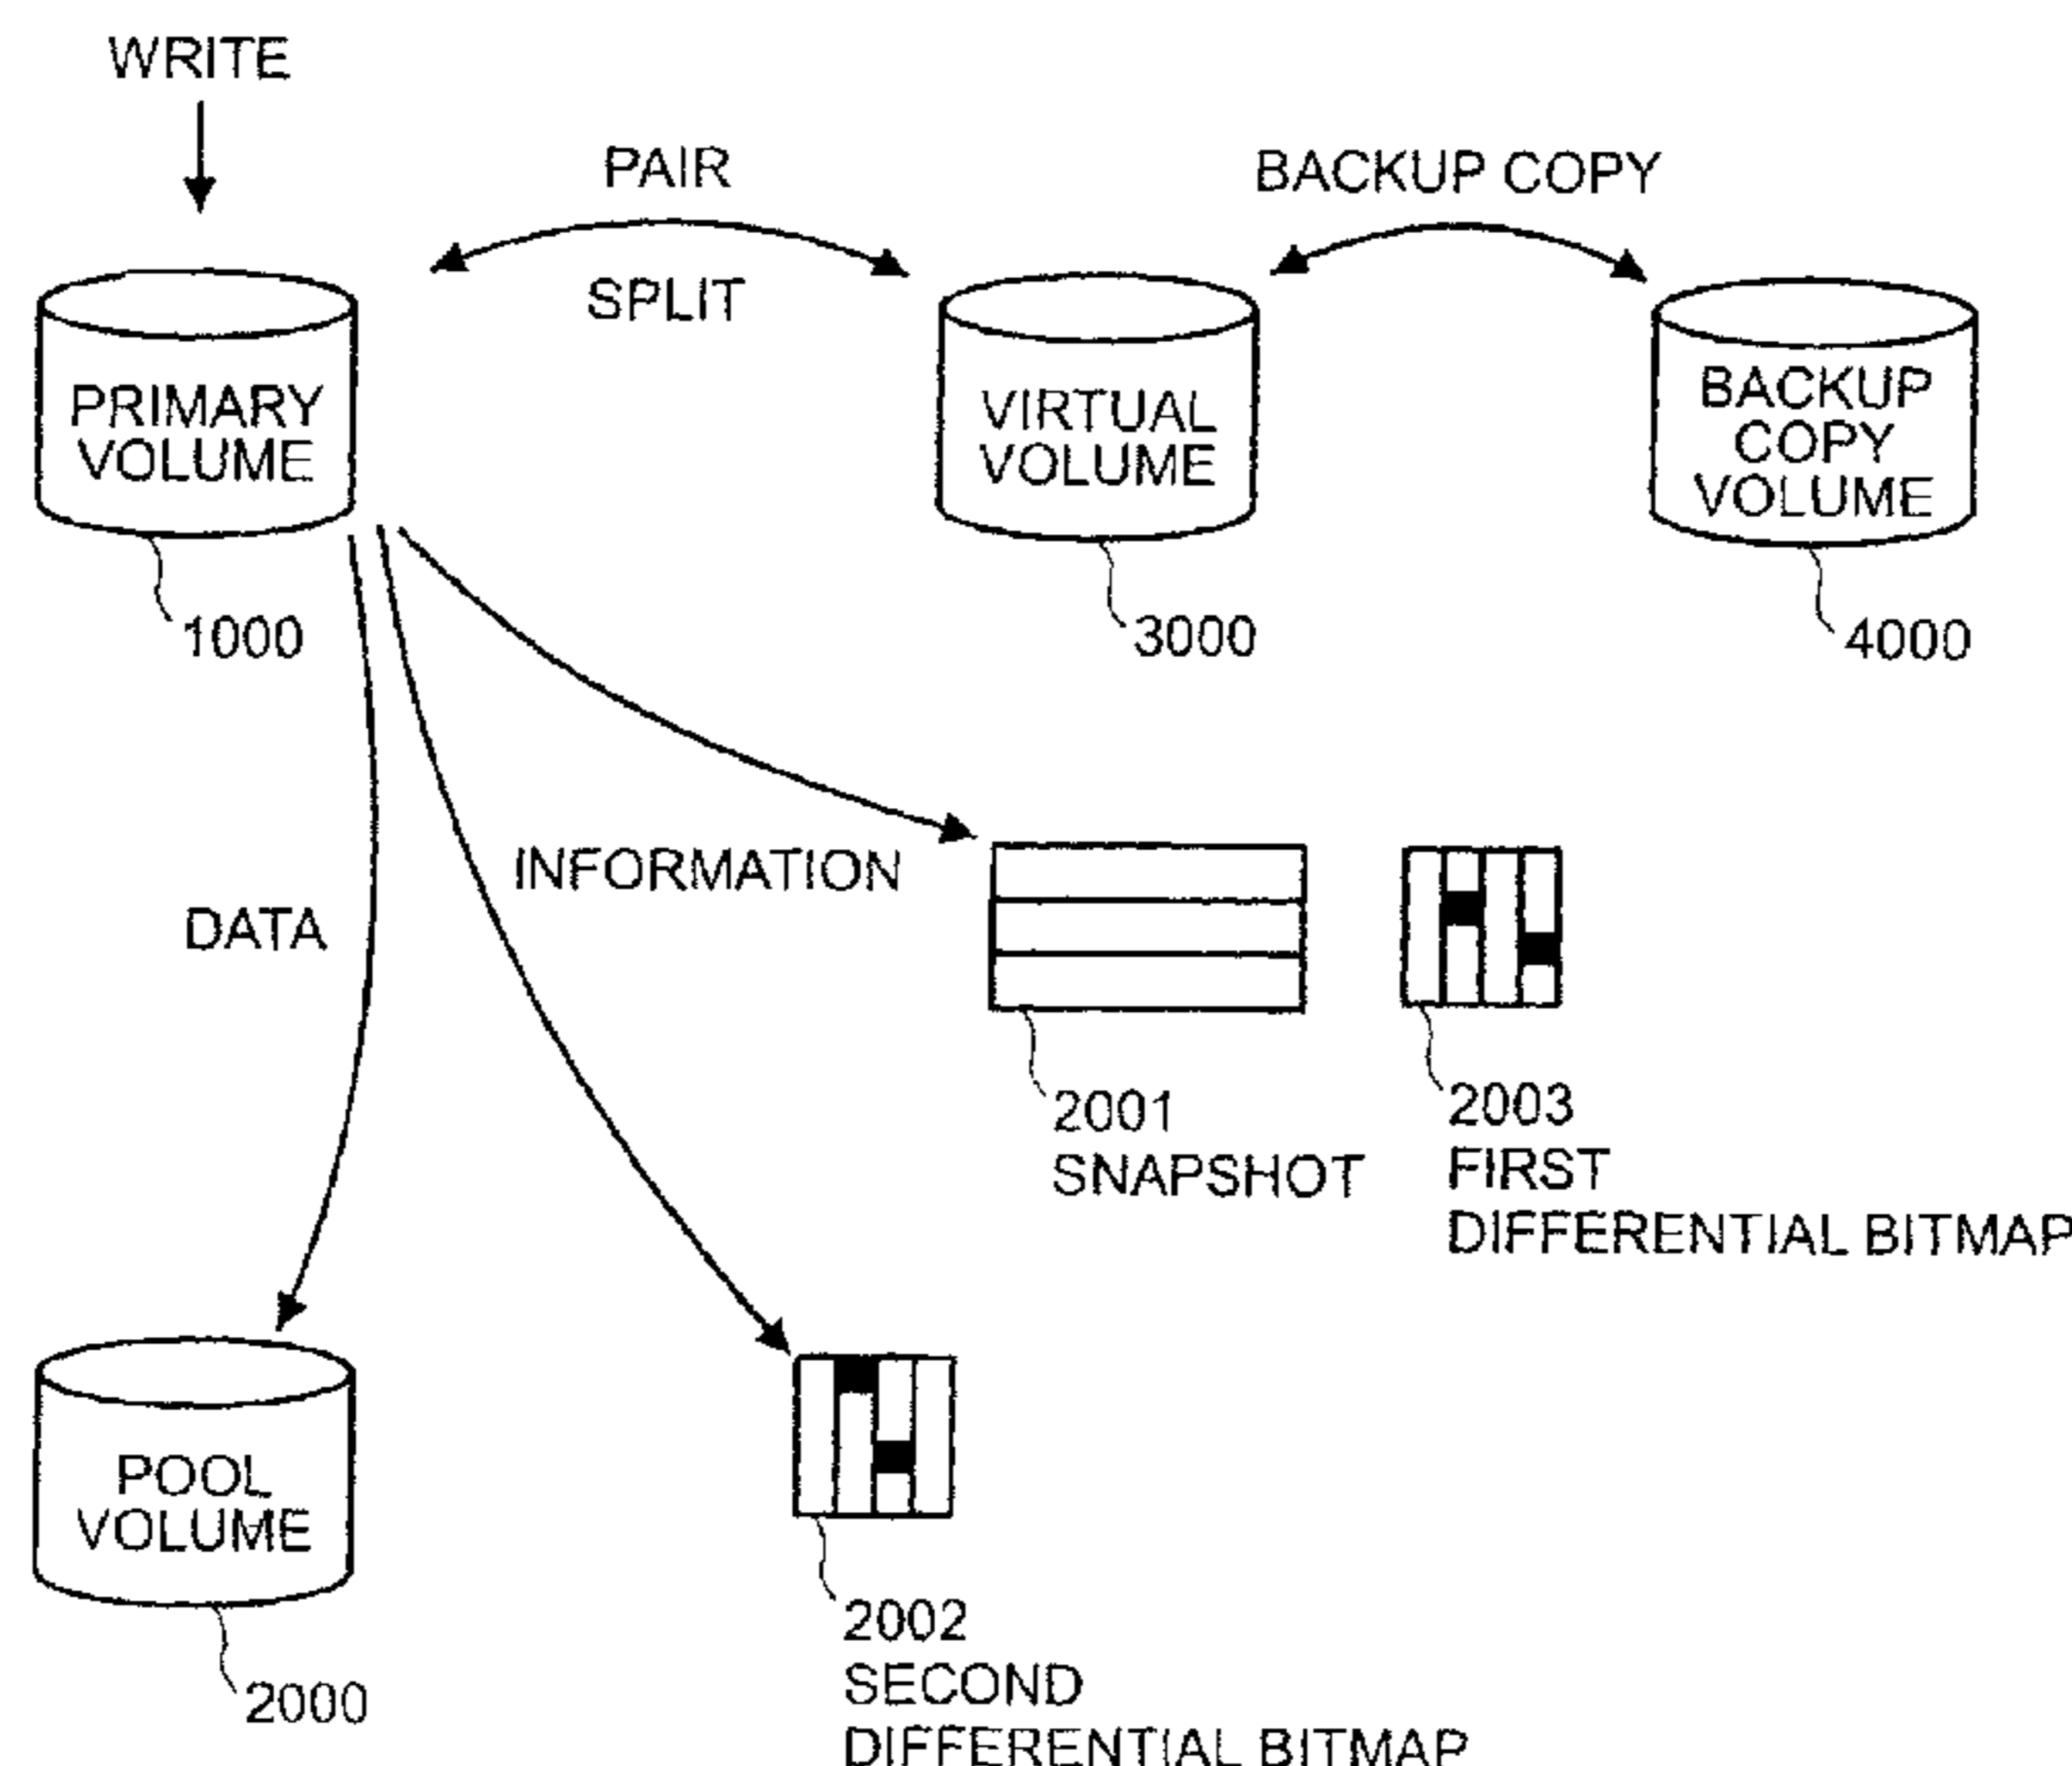 WRITE
PAIR
SPLIT
BACKUP COPY
PRIMARY
VOLUME
1000
VIRTUAL
VOLUME
3000
BACKUP
COPY
VOLUME
4000
INFORMATION
DATA
2001
SNAPSHOT
2003
FIRST
DIFFERENTIAL BITMAP
POOL
VOLUME
2000
2002
SECOND
DIFFERENTIAL BITMAP